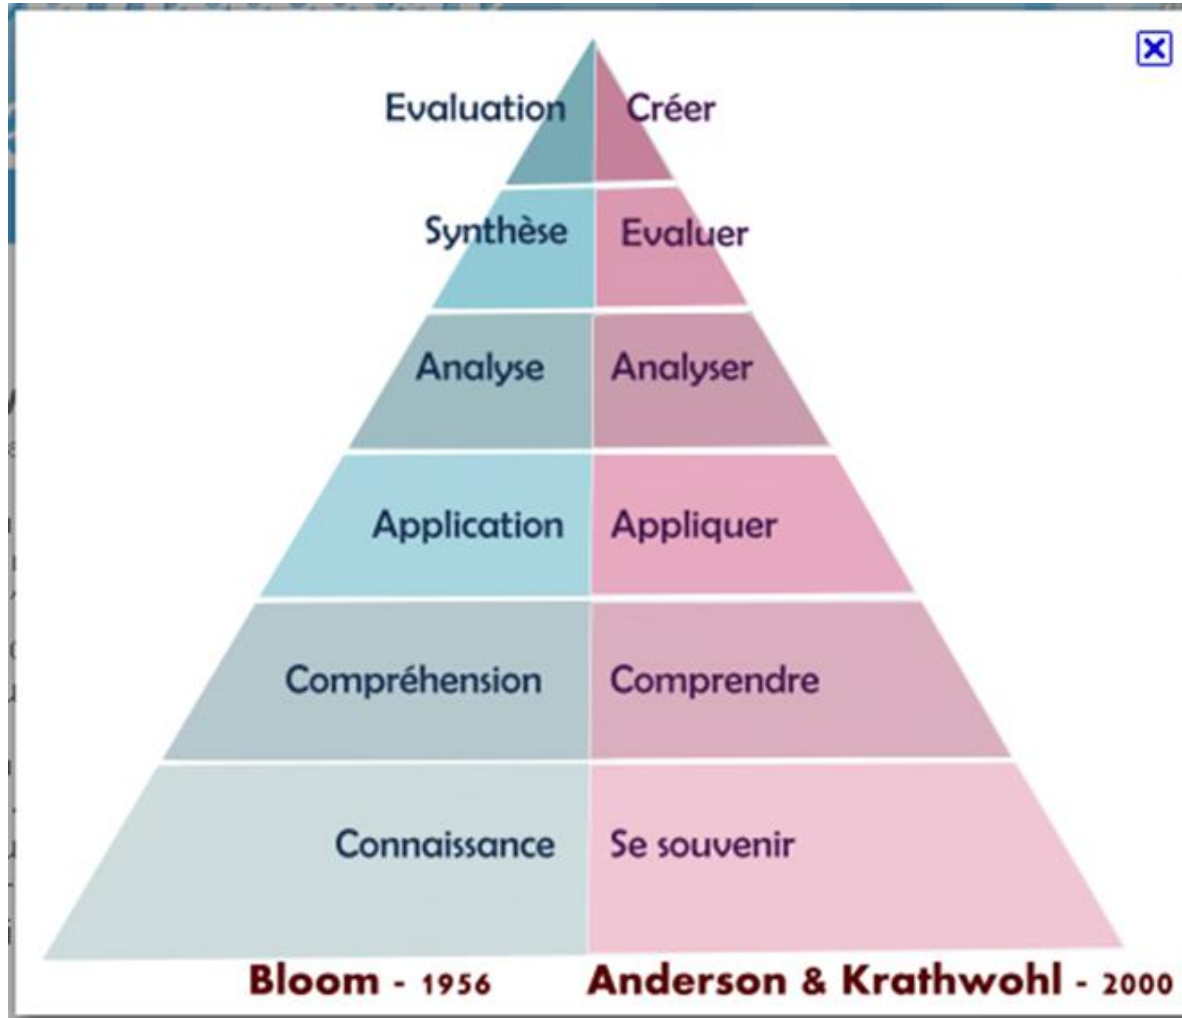 Evaluation Créer
Synthèse Evaluer
Analyse Analyser
Application Appliquer
Compréhension Comprendre
Connaissance Se souvenir
Bloom - 1956 Anderson & Krathwohl - 2000